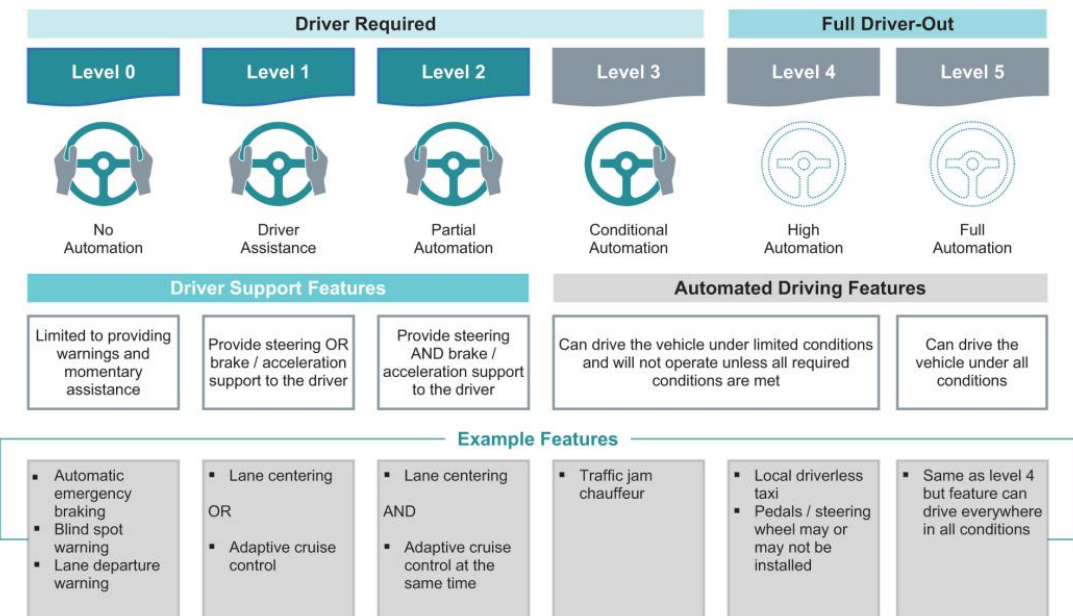 Driver Required
Full Driver-Out
Level 0
Level 1
Level 2
Level 3
Level 4
Level 5
No
Automation
Driver
Assistance
Partial
Automation
Conditional
Automation
High
Automation
Full
Automation
Driver Support Features
Automated Driving Features
Limited to providing
warnings and
momentary
assistance
Provide steering OR
brake / acceleration
support to the driver
Provide steering
AND brake /
acceleration support
to the driver
Can drive the vehicle under limited conditions
and will not operate unless all required
conditions are met
Can drive the
vehicle under all
conditions
Example Features
▪ Automatic
emergency
braking
▪ Blind spot
warning
▪ Lane departure
warning
▪ Lane centering
OR
▪ Adaptive cruise
control
▪ Lane centering
AND
▪ Adaptive cruise
control at the
same time
▪ Traffic jam
chauffeur
▪ Local driverless
taxi
▪ Pedals / steering
wheel may or
may not be
installed
▪ Same as level 4
but feature can
drive everywhere
in all conditions